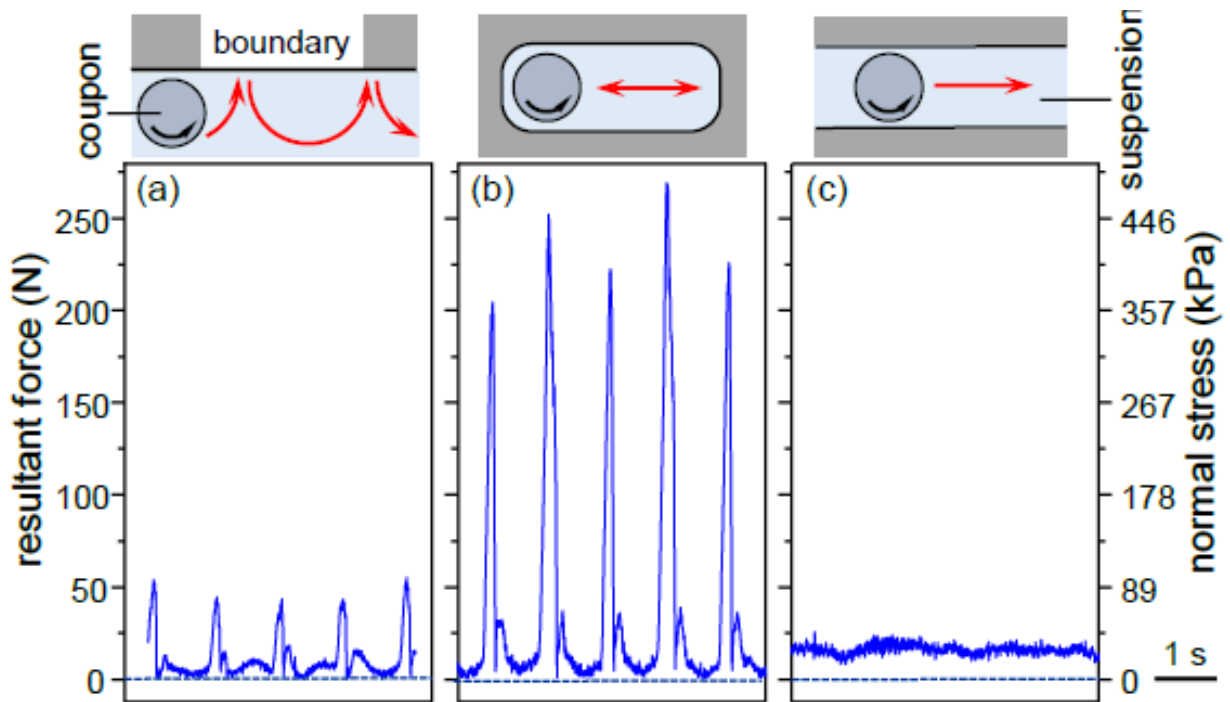 boundary
coupon
suspension
(a)
(b)
(c)
resultant force (N)
250
200
150
100
50
0
446
357
267
178
89
0
normal stress (kPa)
1 s